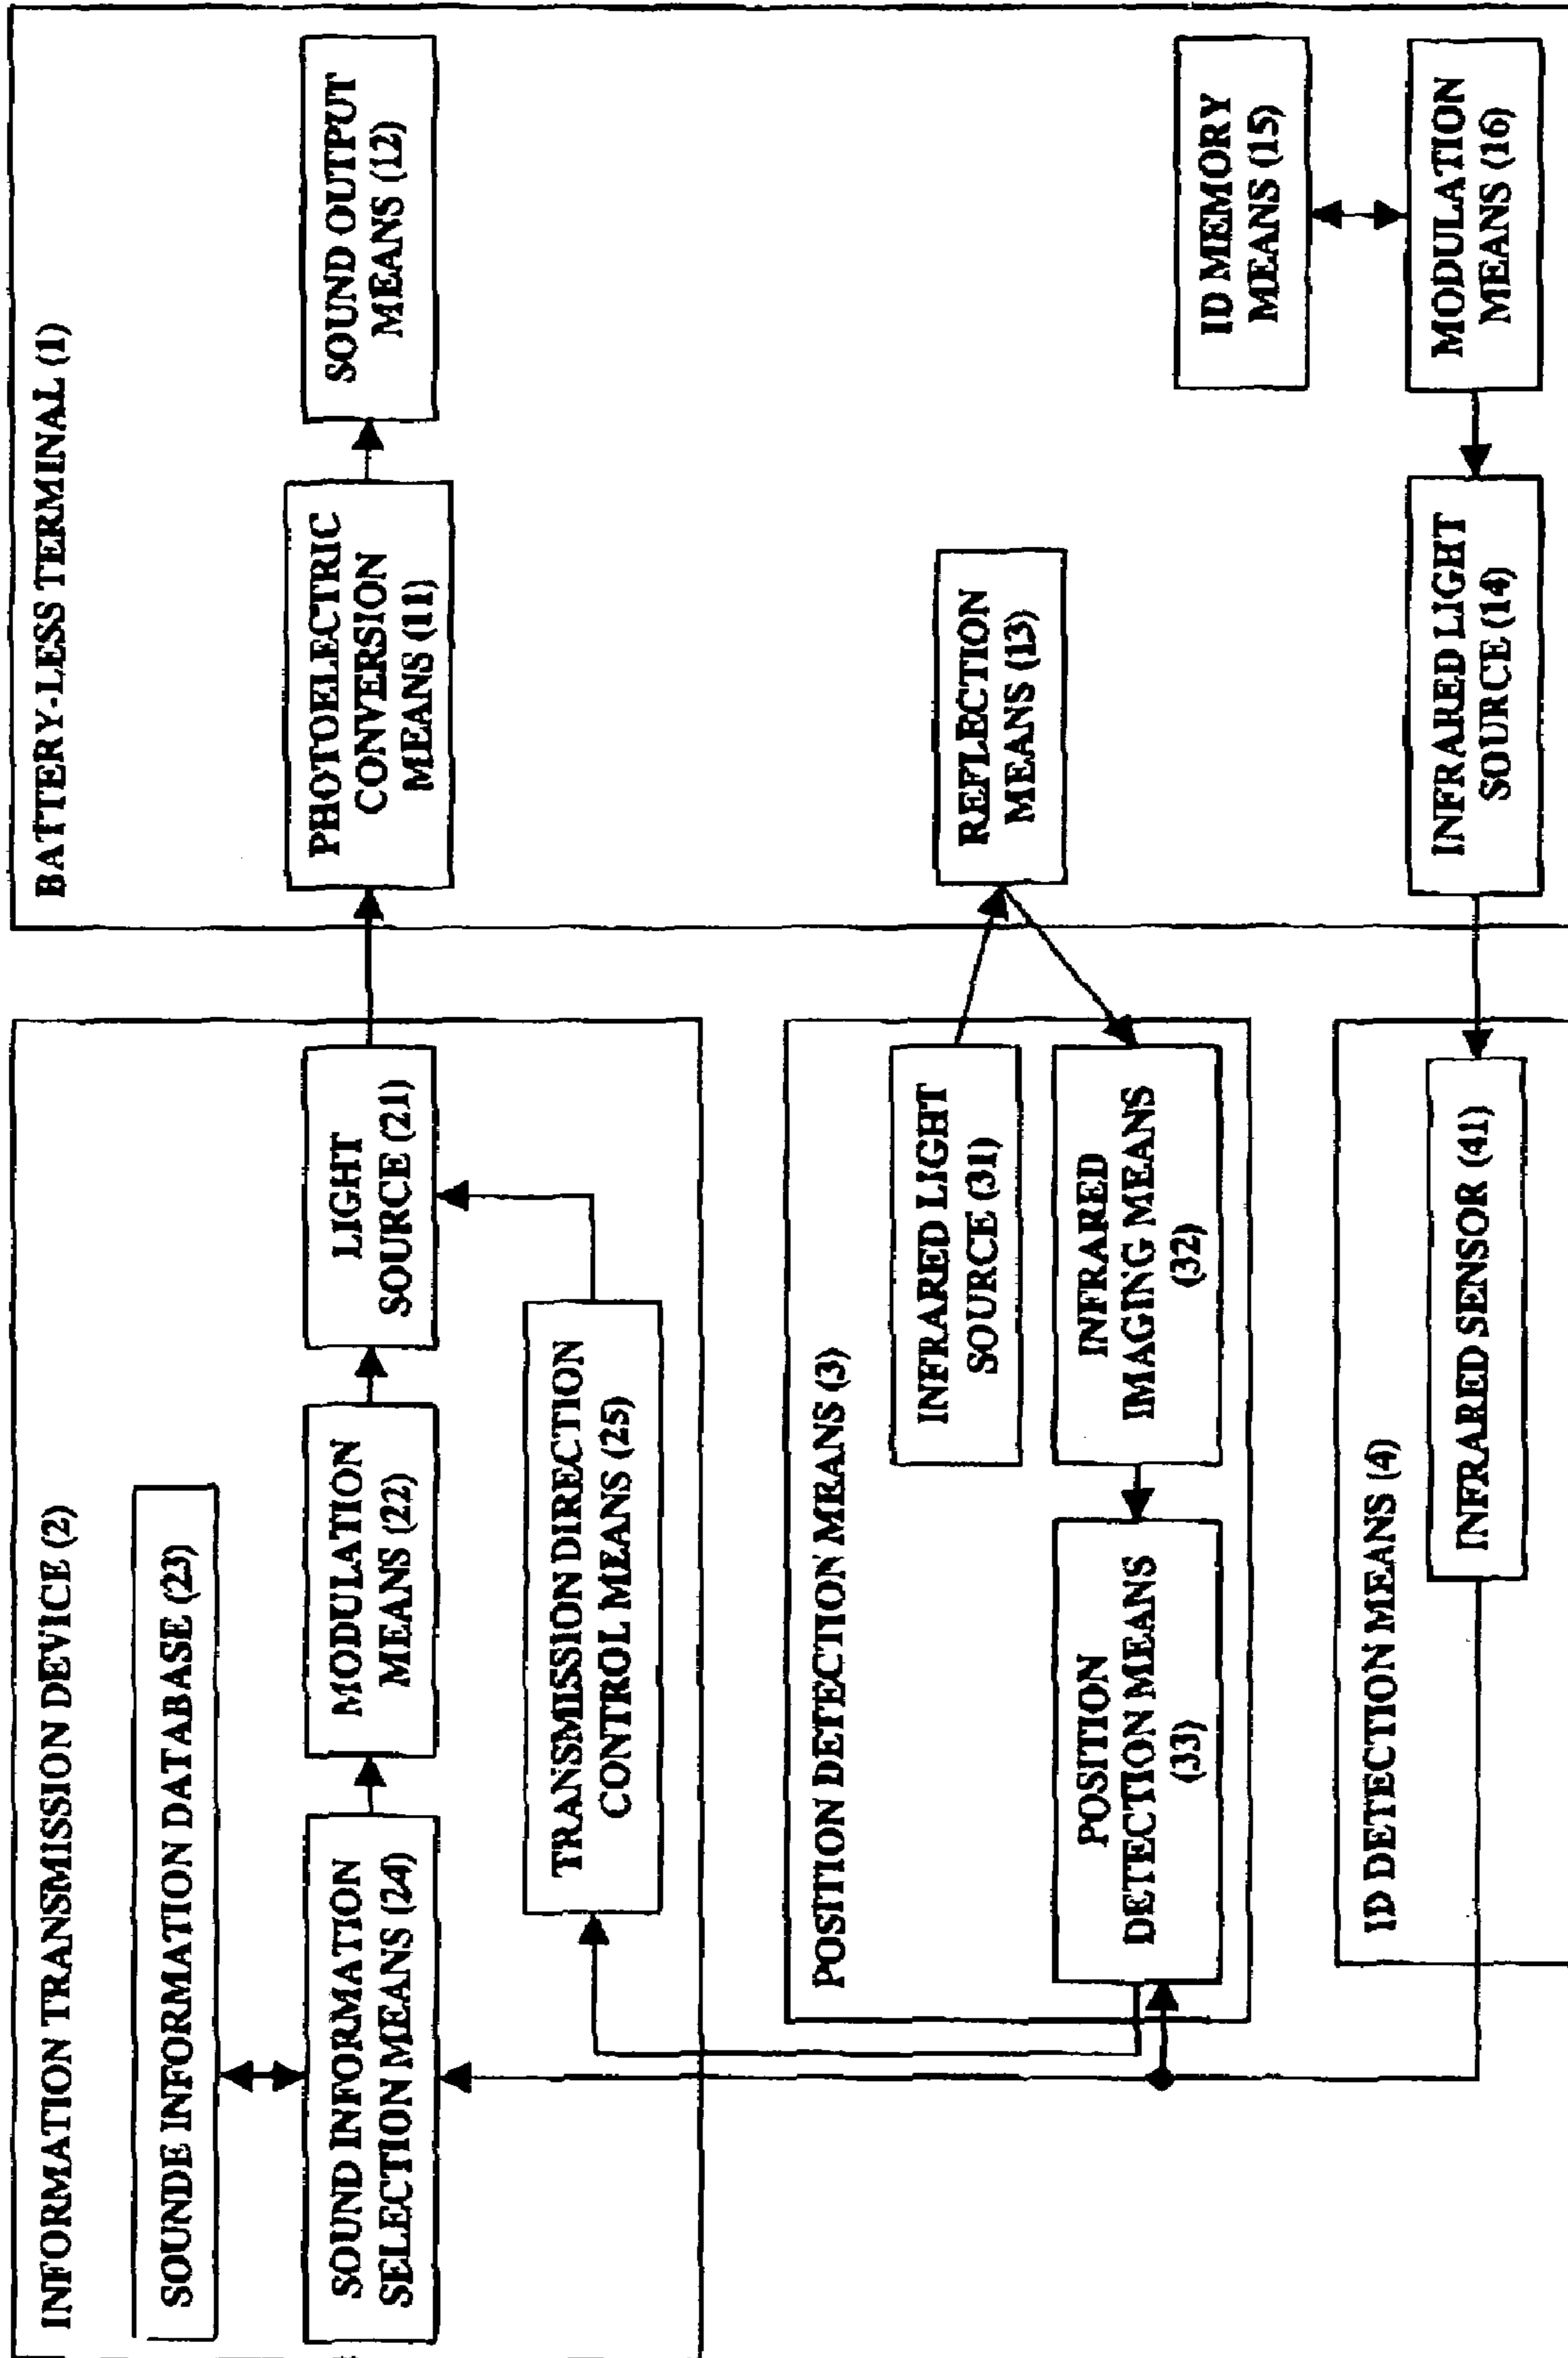 INFORMATION TRANSMISSION DEVICE (2)
SOUNDE INFORMATION DATABASE (23)
SOUND INFORMATION
SELECTION MEANS (24)
MODULATION
MEANS (22)
LIGHT
SOURCE (21)
TRANSMISSION DIRECTION
CONTROL MEANS (25)
POSITION DETECTION MEANS (3)
INFRARED LIGHT
SOURCE (31)
POSITION
DETECTION MEANS
(33)
INFRARED
IMAGING MEANS
(32)
ID DETECTION MEANS (4)
INFRARED SENSOR (41)
BATTERY-LESS TERMINAL (1)
PHOTOELECTRIC
CONVERSION
MEANS (11)
SOUND OUTPUT
MEANS (12)
REFLECTION
MEANS (13)
ID MEMORY
MEANS (15)
INFRARED LIGHT
SOURCE (14)
MODULATION
MEANS (16)